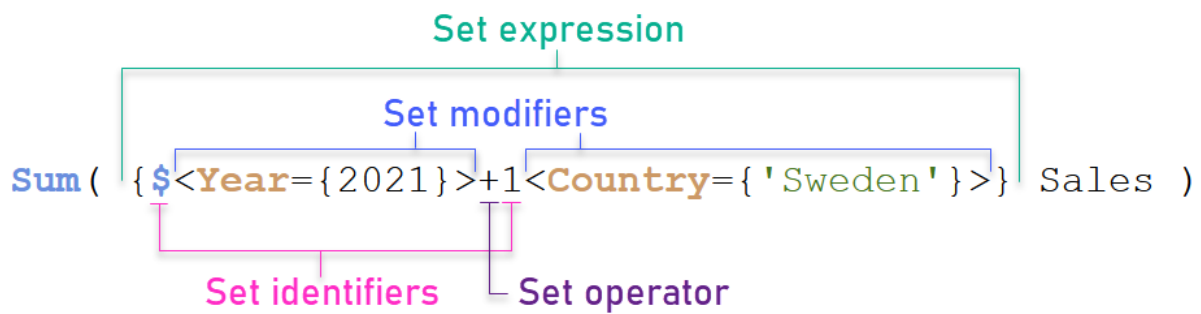 Set expression
Set modifiers
Sum( {$<Year={2021}>+1<Country={'Sweden'}>} Sales )
Set identifiers
Set operator